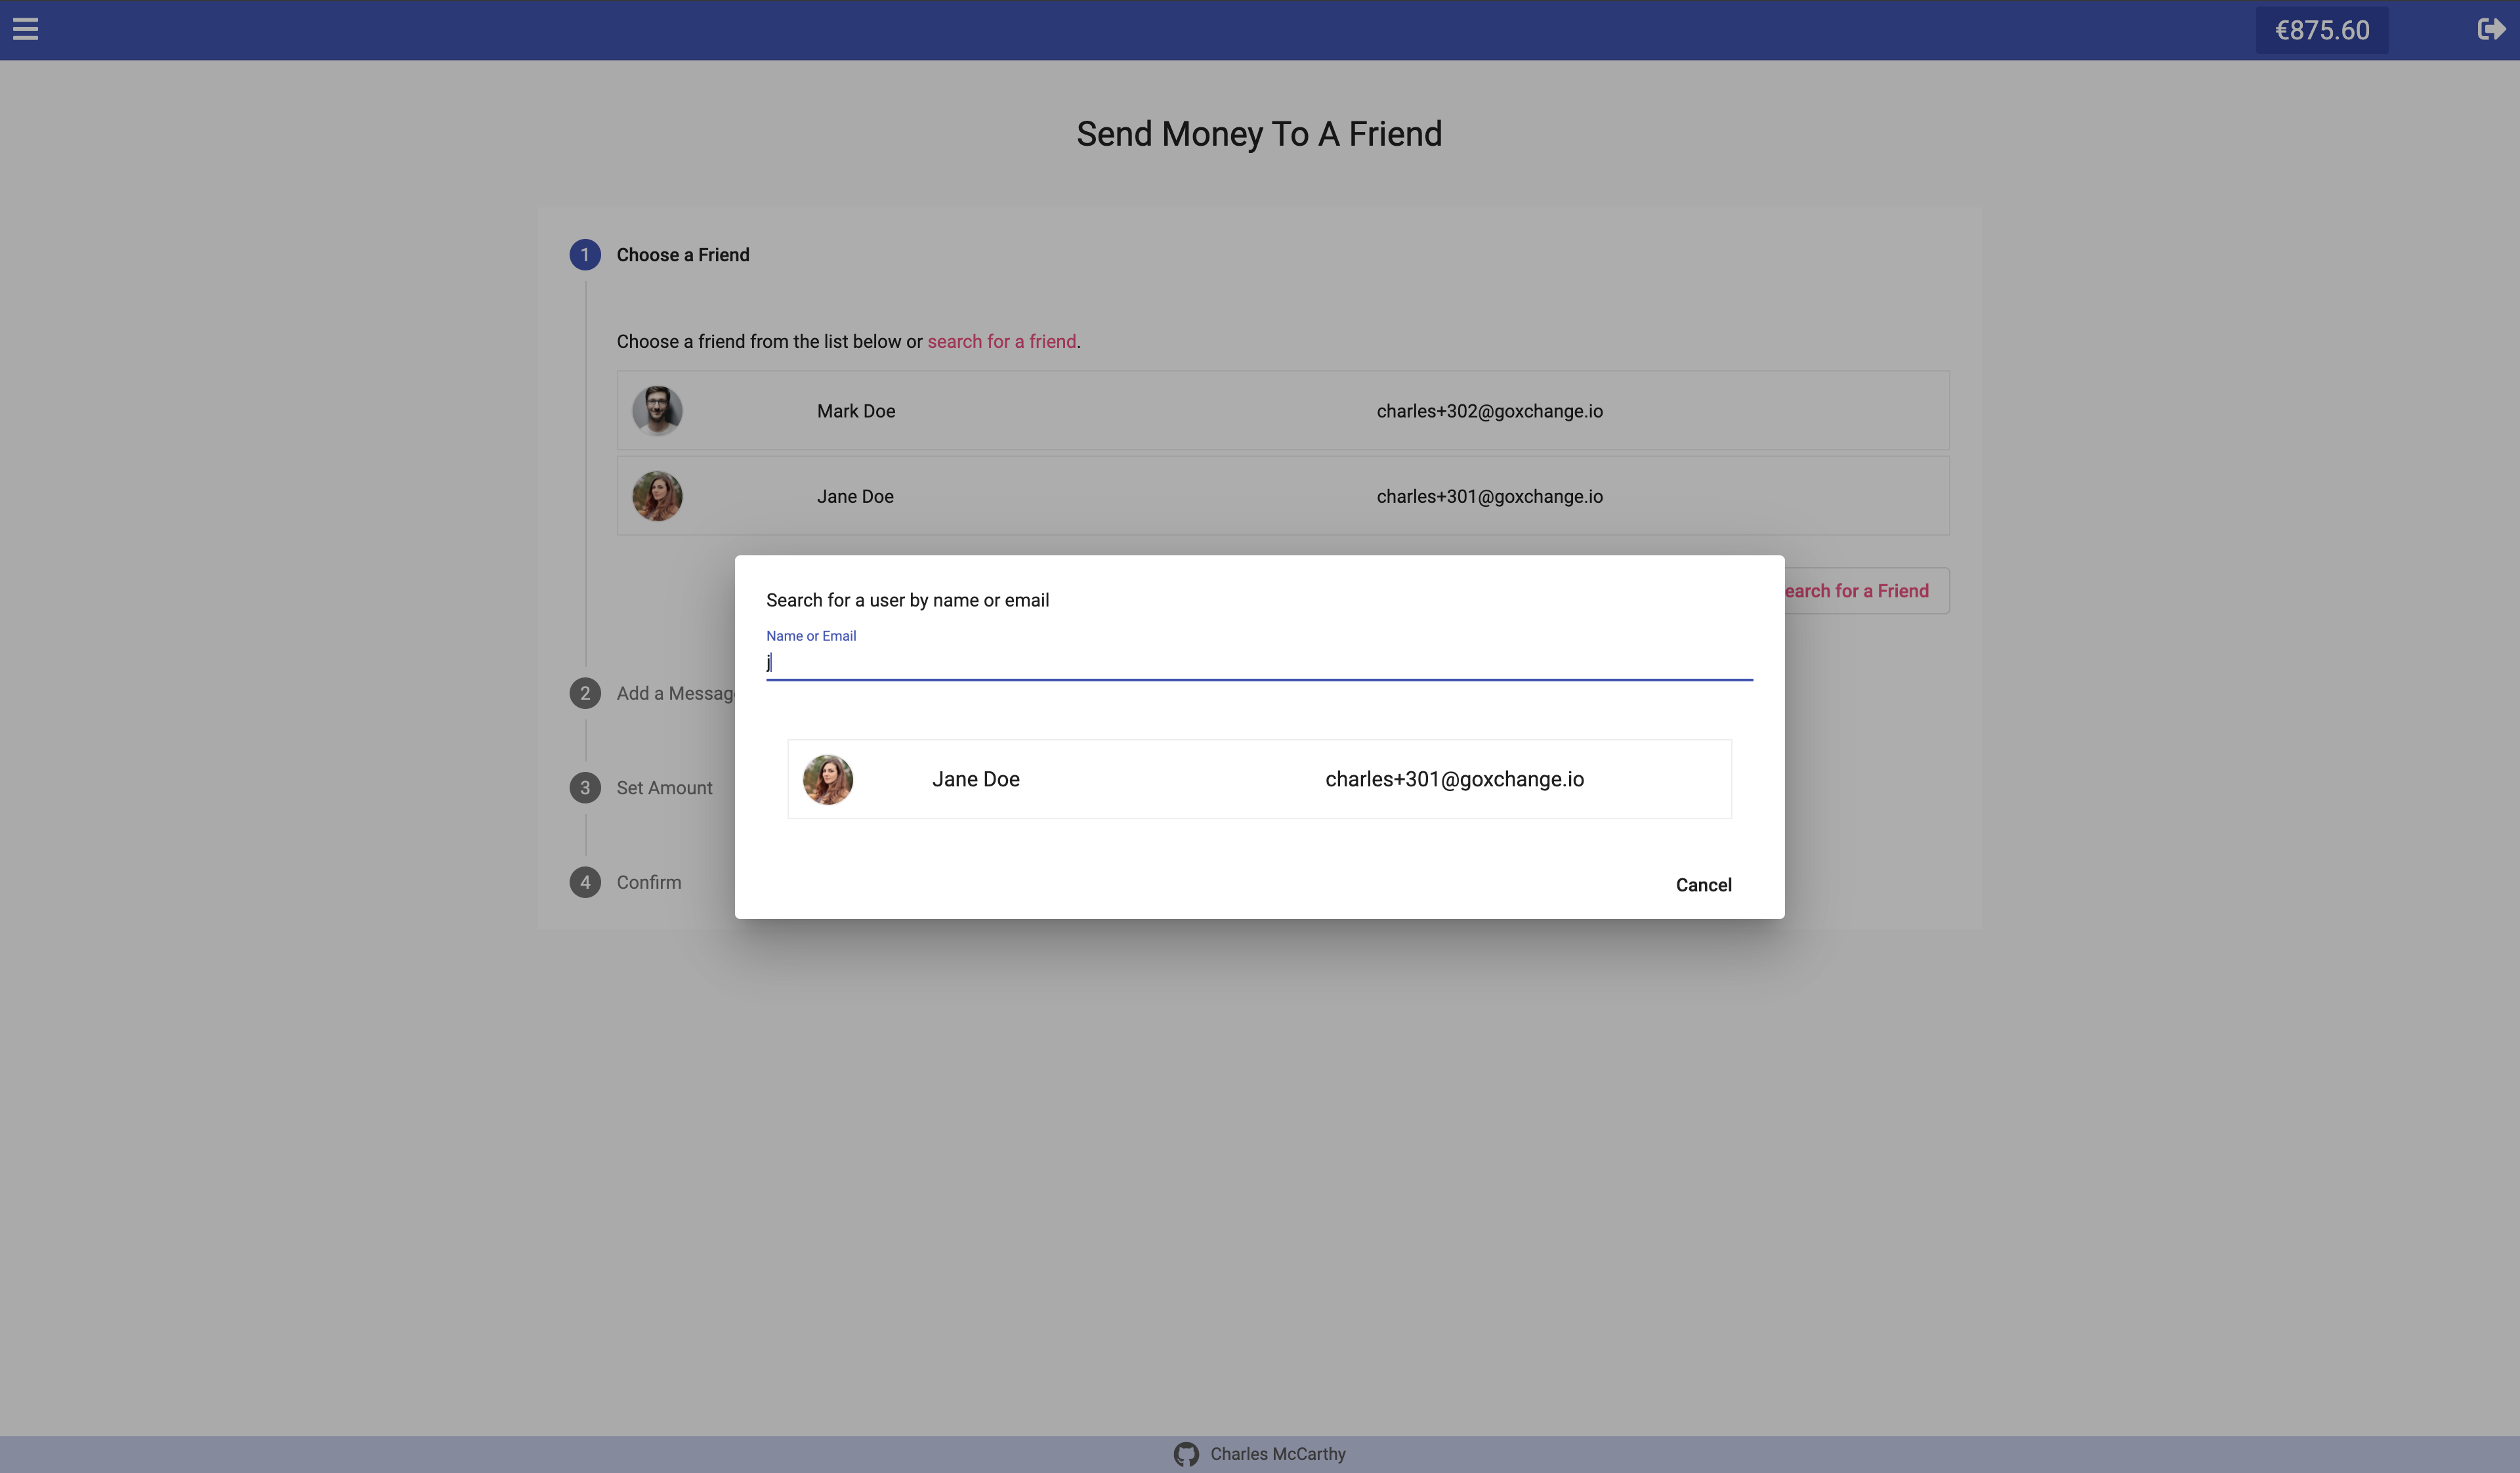 €875.60
Send Money To A Friend
1 Choose a Friend
Choose a friend from the list below or search for a friend.
Mark Doe charles+302@goxchange.io
Jane Doe charles+301@goxchange.io
earch for a Friend
Search for a user by name or email
Name or Email
j
Jane Doe charles+301@goxchange.io
Cancel
2 Add a Messag
3 Set Amount
4 Confirm
Charles McCarthy